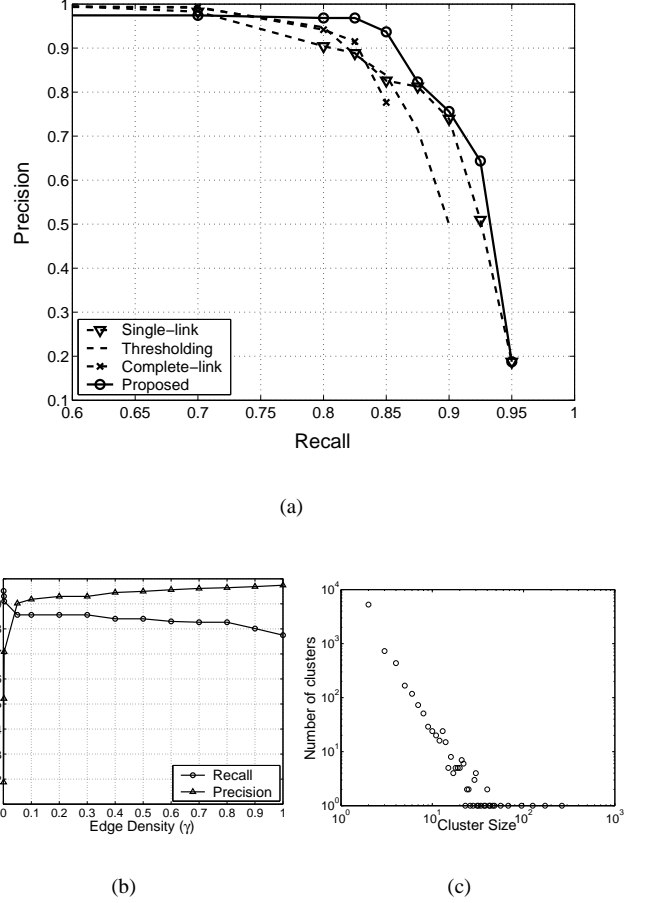 1
0.9
0.8
0.7
0.6
0.5
0.4
0.3
0.2
0.1
Precision
Single-link
Thresholding
Complete-link
Proposed
0.6 0.65 0.7 0.75 0.8 0.85 0.9 0.95 1
Recall
(a)
Recall
Precision
0 0.1 0.2 0.3 0.4 0.5 0.6 0.7 0.8 0.9 1
Edge Density (γ)
(b)
10^4
10^3
10^2
10^1
10^0
Number of clusters
10^0 10^1 10^2 10^3
Cluster Size
(c)